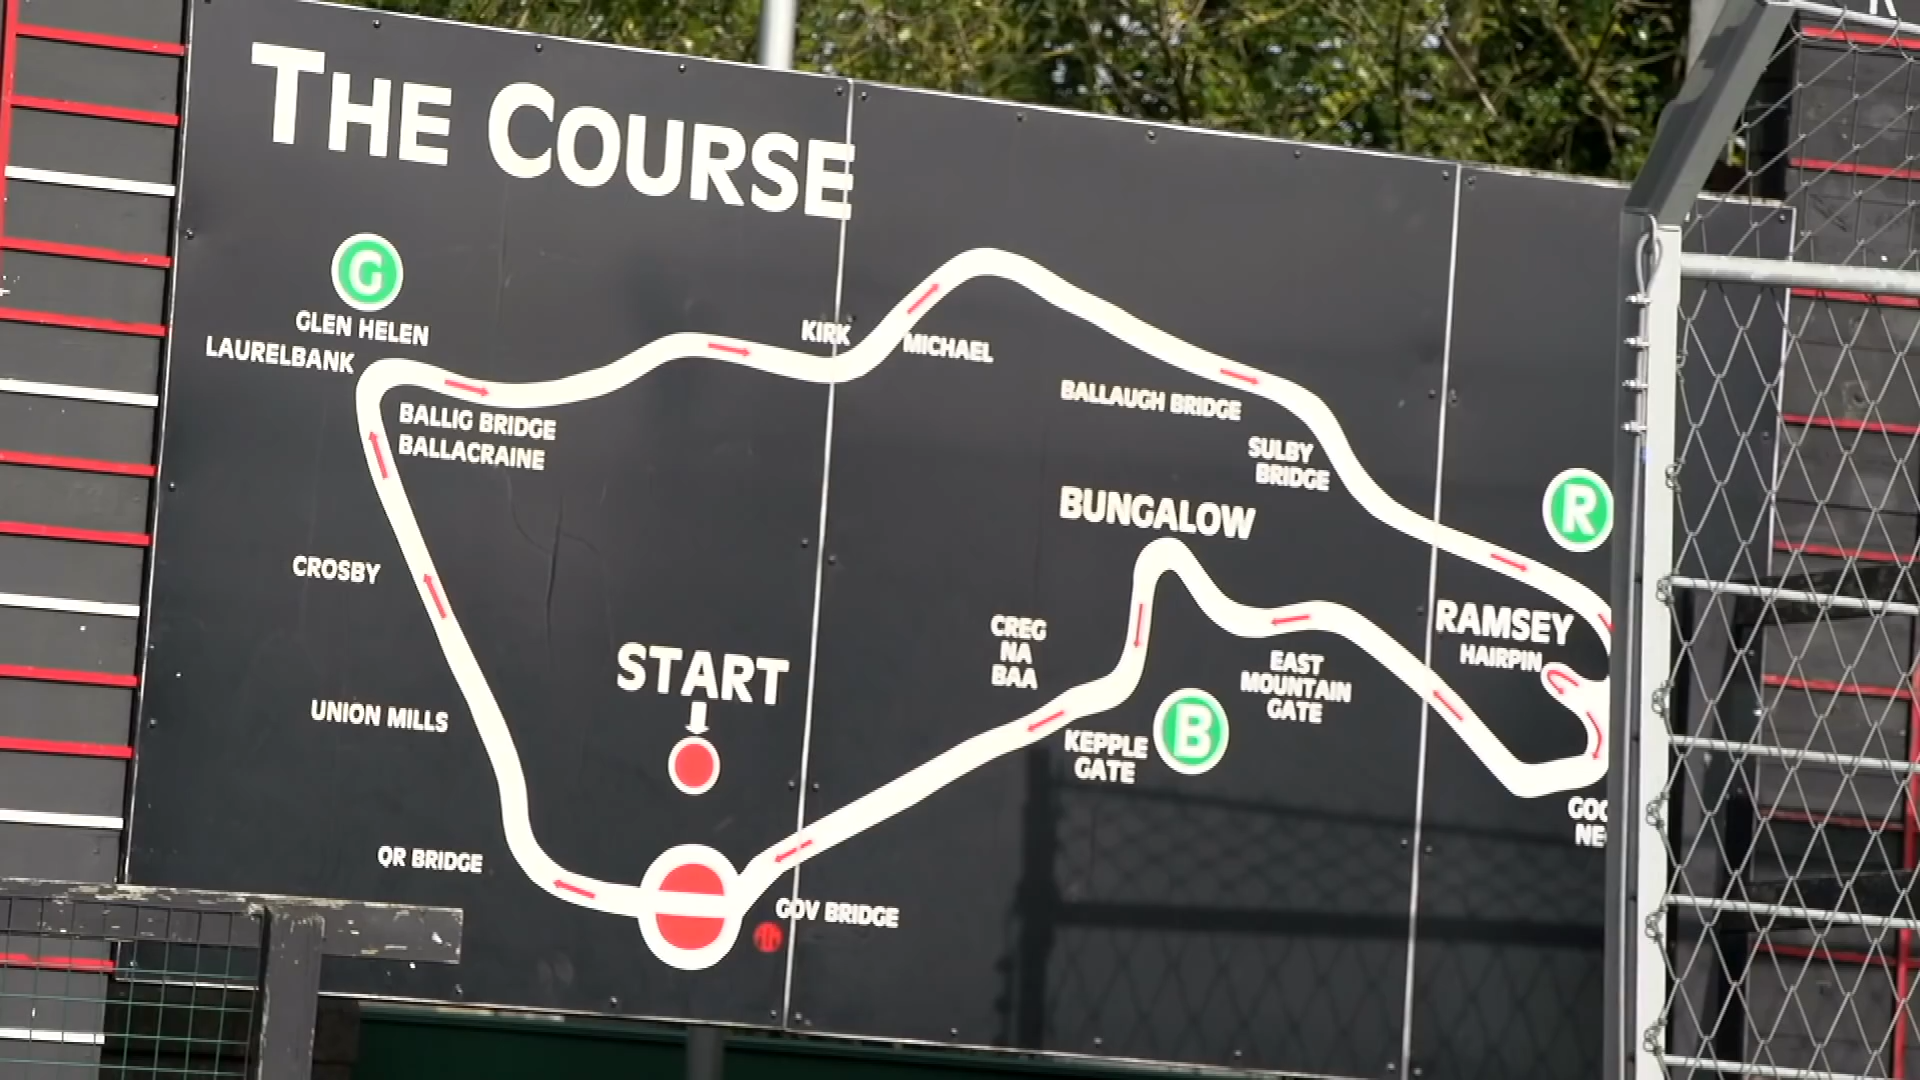 THE COURSE
G
GLEN HELEN
LAURELBANK
KIRK MICHAEL
BALLIG BRIDGE
BALLACRAINE
BALLAUGH BRIDGE
SULBY
BRIDGE
BUNGALOW
R
RAMSEY
HAIRPIN
CROSBY
CREG
NA
BAA
EAST
MOUNTAIN
GATE
START
UNION MILLS
B
KEPPLE
GATE
QR BRIDGE
GOV BRIDGE